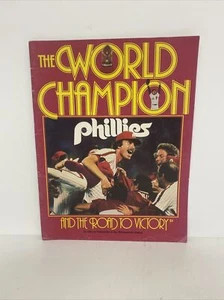 THE WORLD
CHAMPION
Phillies
AND THE "ROAD TO VICTORY"